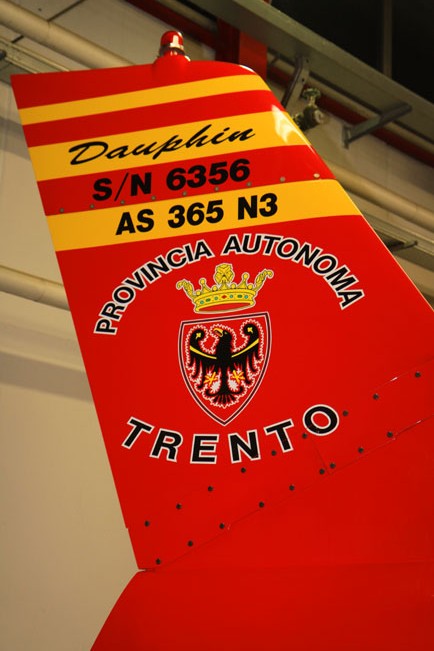 Dauphin
S/N 6356
AS 365 N3
PROVINCIA AUTONOMA
TRENTO